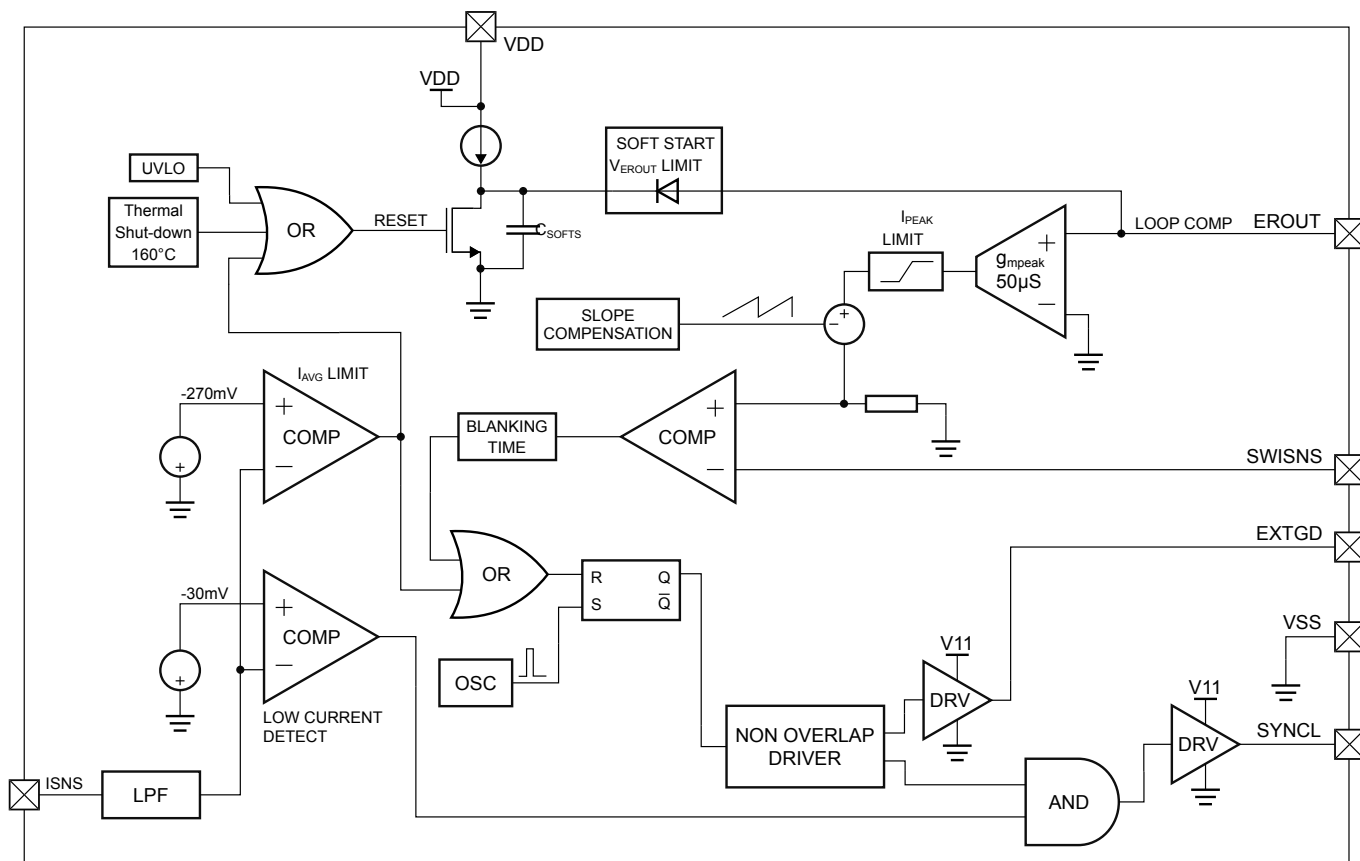 VDD
VDD
SOFT START
VEROUT LIMIT
UVLO
Thermal
Shut-down
160°C
OR
RESET
CSOFTS
IPEAK
LIMIT
LOOP COMP
EROUT
+
gmpeak
50µS
−
SLOPE
COMPENSATION
+
−
IAVG LIMIT
-270mV
+
COMP
−
+
BLANKING
TIME
+
COMP
−
SWISNS
EXTGD
OR
R
Q
S
Q̅
-30mV
+
COMP
−
+
OSC
LOW CURRENT
DETECT
VSS
V11
DRV
V11
DRV
SYNCL
NON OVERLAP
DRIVER
ISNS
LPF
AND